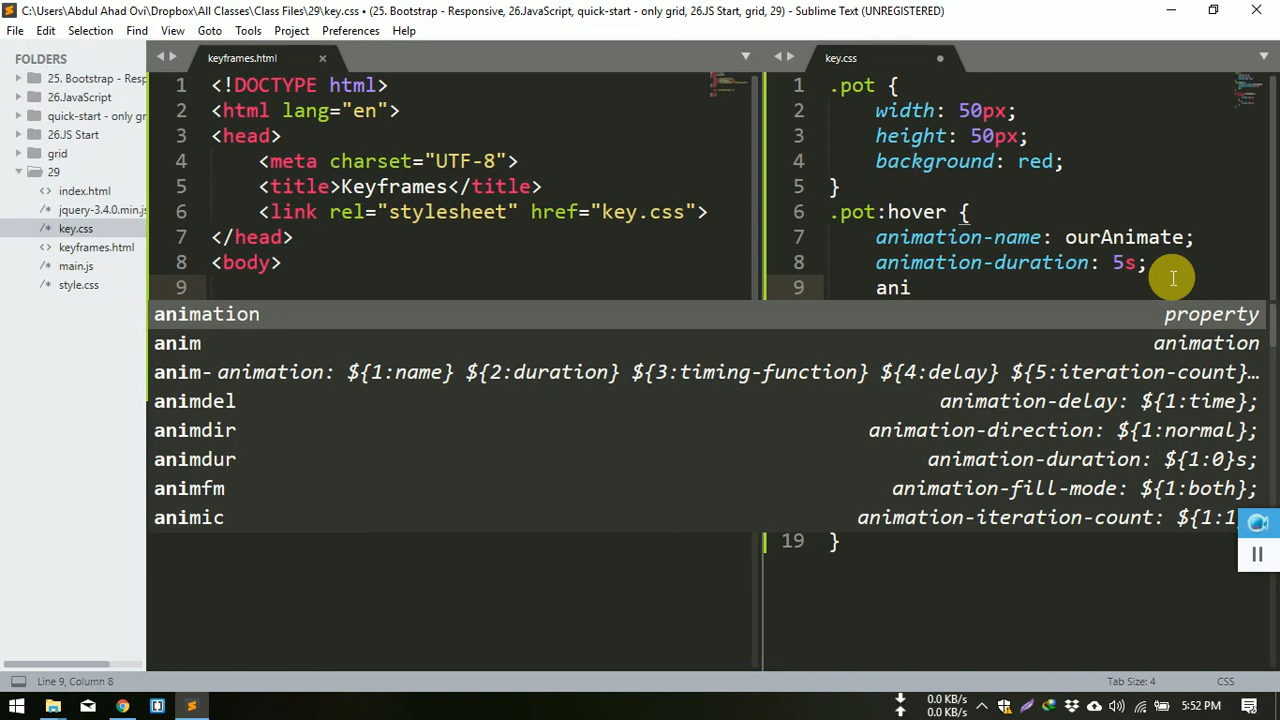 C:\Users\Abdul Ahad Ovi\Dropbox\All Classes\Class Files\29\key.css • (25. Bootstrap - Responsive, 26.JavaScript, quick-start - only grid, 26.JS Start, grid, 29) - Sublime Text (UNREGISTERED)
File Edit Selection Find View Goto Tools Project Preferences Help
FOLDERS
25. Bootstrap - Resp
26.JavaScript
quick-start - only gr
26.JS Start
grid
29
index.html
/* jquery-3.4.0.min.js
/* key.css
<> keyframes.html
/* main.js
/* style.css
keyframes.html ×
1 <!DOCTYPE html>
2 <html lang="en">
3 <head>
4 <meta charset="UTF-8">
5 <title>Keyframes</title>
6 <link rel="stylesheet" href="key.css">
7 </head>
8 <body>
9
key.css
1 .pot {
2 width: 50px;
3 height: 50px;
4 background: red;
5 }
6 .pot:hover {
7 animation-name: ourAnimate;
8 animation-duration: 5s;
9 ani
animation property
anim animation
anim- animation: ${1:name} ${2:duration} ${3:timing-function} ${4:delay} ${5:iteration-count}…
animdel animation-delay: ${1:time};
animdir animation-direction: ${1:normal};
animdur animation-duration: ${1:0}s;
animfm animation-fill-mode: ${1:both};
animic animation-iteration-count: ${1:1
19 }
Line 9, Column 8 Tab Size: 4 CSS
0.0 KB/s
0.0 KB/s
5:52 PM